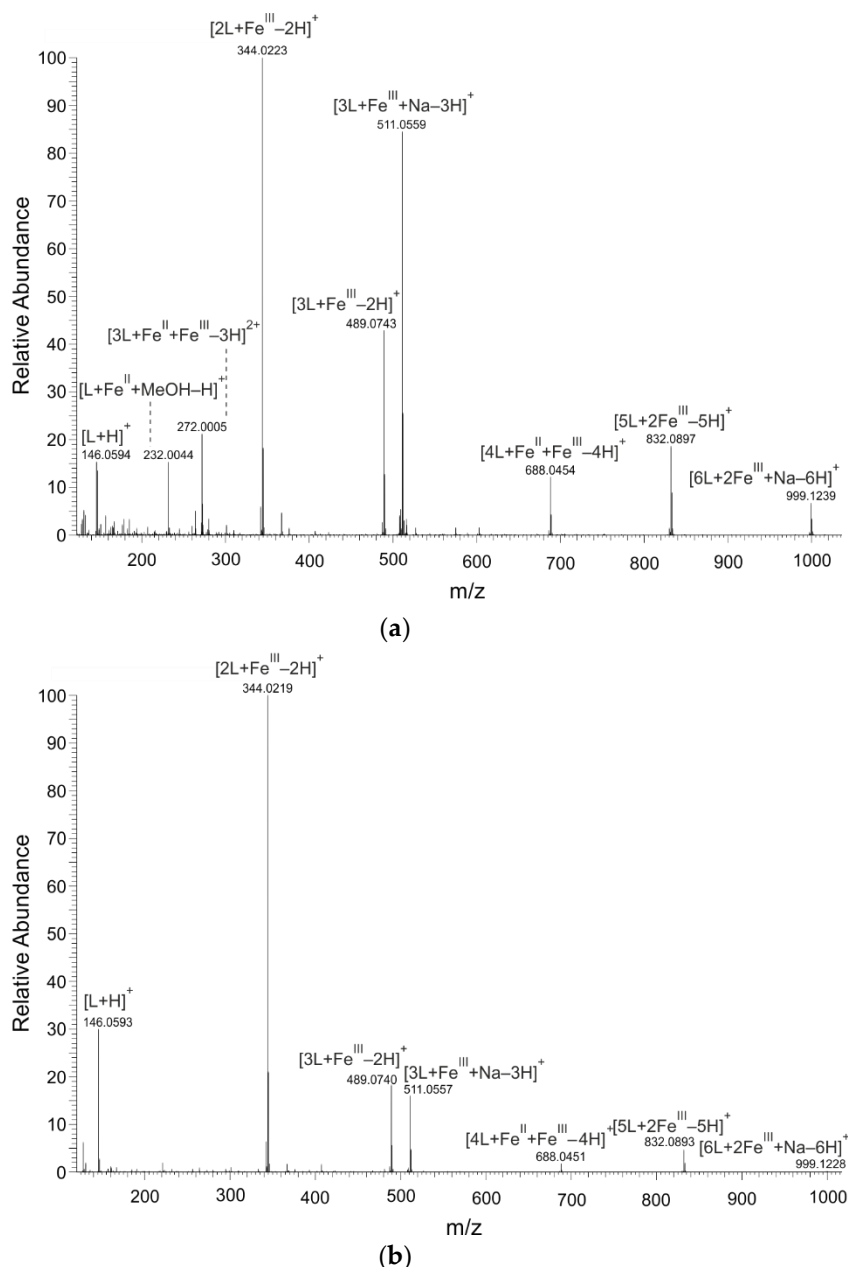 [2L+Fe^III–2H]^+
344.0223
100
[3L+Fe^III+Na–3H]^+
511.0559
90
80
70
60
50
[3L+Fe^III–2H]^+
489.0743
40
[3L+Fe^II+Fe^III–3H]^2+
30
[L+Fe^II+MeOH–H]^+
272.0005
20
[L+H]^+
146.0594
232.0044
[5L+2Fe^III–5H]^+
832.0897
[4L+Fe^II+Fe^III–4H]^+
688.0454
[6L+2Fe^III+Na–6H]^+
999.1239
10
0
Relative Abundance
200 300 400 500 600 700 800 900 1000
m/z
(a)
[2L+Fe^III–2H]^+
344.0219
100
90
80
70
60
50
40
[L+H]^+
146.0593
30
20
[3L+Fe^III–2H]^+
489.0740
[3L+Fe^III+Na–3H]^+
511.0557
10
[4L+Fe^II+Fe^III–4H]^+
688.0451
[5L+2Fe^III–5H]^+
832.0893
[6L+2Fe^III+Na–6H]^+
999.1228
0
Relative Abundance
200 300 400 500 600 700 800 900 1000
m/z
(b)